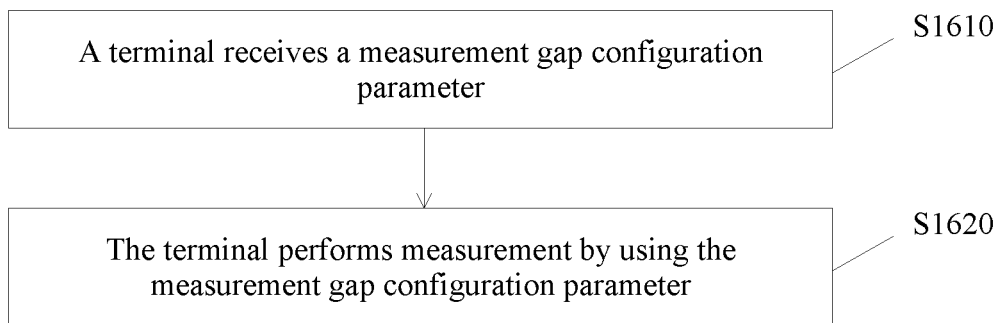 A terminal receives a measurement gap configuration
parameter
S1610
The terminal performs measurement by using the
measurement gap configuration parameter
S1620